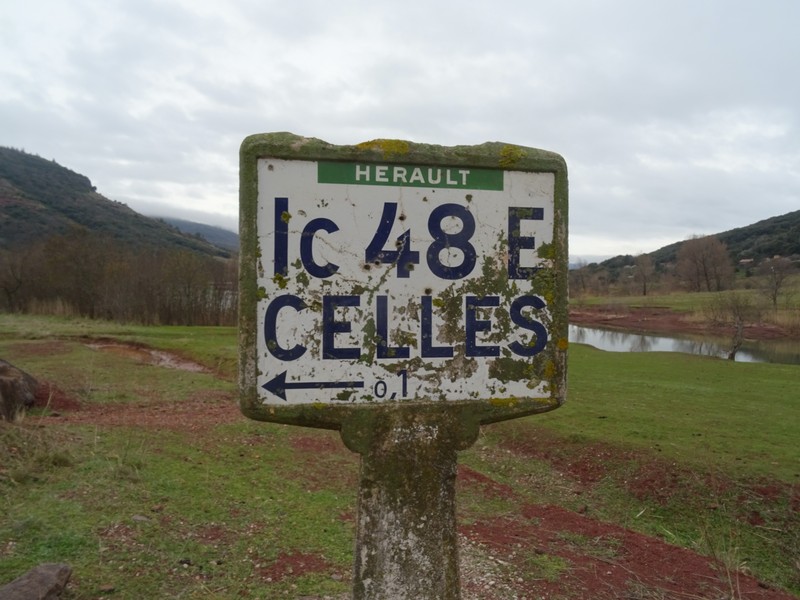 HERAULT
Ic 48 E
CELLES
0,1